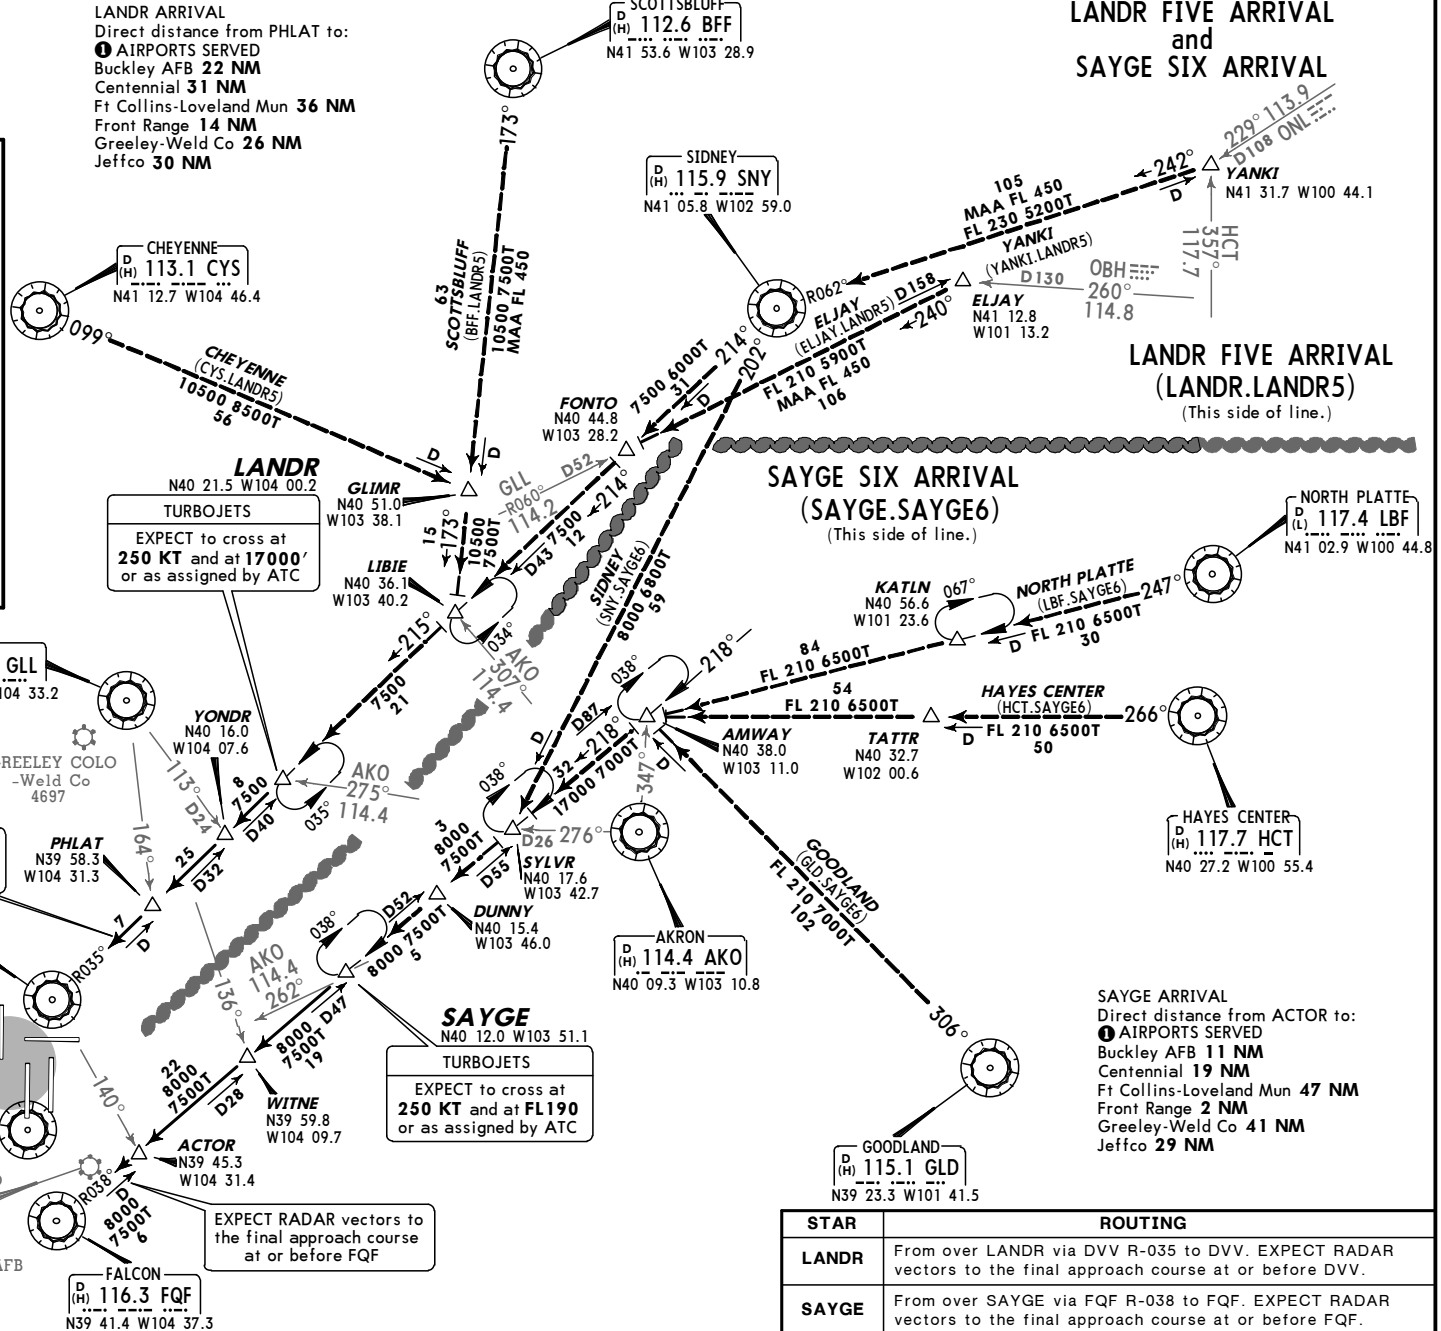 LANDR ARRIVAL
Direct distance from PHLAT to:
❶ AIRPORTS SERVED
Buckley AFB 22 NM
Centennial 31 NM
Ft Collins-Loveland Mun 36 NM
Front Range 14 NM
Greeley-Weld Co 26 NM
Jeffco 30 NM
SCOTTSBLUFF
D
(H) 112.6 BFF
N41 53.6 W103 28.9
LANDR FIVE ARRIVAL
and
SAYGE SIX ARRIVAL
229° 113.9
D108 ONL
242°
D
YANKI
N41 31.7 W100 44.1
HCT
357°
117.7
105
MAA FL 450
FL 230 5200T
YANKI
(YANKI.LANDR5)
SIDNEY
D
(H) 115.9 SNY
N41 05.8 W102 59.0
R062°
D158
ELJAY
(ELJAY.LANDR5)
240°
FL 210 5900T
MAA FL 450
106
D130
OBH
260°
114.8
ELJAY
N41 12.8
W101 13.2
CHEYENNE
D
(H) 113.1 CYS
N41 12.7 W104 46.4
099°
CHEYENNE
(CYS.LANDR5)
10500 8500T
56
D
173°
63
SCOTTSBLUFF
(BFF.LANDR5)
10500 7500T
MAA FL 450
D
214°
202°
7500 6000T
31
D
FONTO
N40 44.8
W103 28.2
LANDR FIVE ARRIVAL
(LANDR.LANDR5)
(This side of line.)
SAYGE SIX ARRIVAL
(SAYGE.SAYGE6)
(This side of line.)
LANDR
N40 21.5 W104 00.2
TURBOJETS
EXPECT to cross at
250 KT and at 17000'
or as assigned by ATC
GLIMR
N40 51.0
W103 38.1
GLL
R060°
114.2
D52
214°
7500
12
D43
15
173°
10500
7500T
LIBIE
N40 36.1
W103 40.2
034°
AKO
307°
114.4
215°
7500
21
SIDNEY
(SNY.SAYGE6)
8000 6800T
59
NORTH PLATTE
D
(L) 117.4 LBF
N41 02.9 W100 44.8
247°
NORTH PLATTE
(LBF.SAYGE6)
FL 210 6500T
30
D
KATLN
N40 56.6
W101 23.6
067°
84
FL 210 6500T
54
FL 210 6500T
HAYES CENTER
(HCT.SAYGE6)
FL 210 6500T
50
D
266°
TATTR
N40 32.7
W102 00.6
AMWAY
N40 38.0
W103 11.0
218°
038°
D87
HAYES CENTER
D
(H) 117.7 HCT
N40 27.2 W100 55.4
GLL
104 33.2
REELEY COLO
-Weld Co
4697
YONDR
N40 16.0
W104 07.6
113°
D24
164°
8
7500
D40
035°
AKO
275°
114.4
PHLAT
N39 58.3
W104 31.3
25
D32
7
D
R035°
136°
D
218°
32
17000 7000T
038°
347°
D26 276°
SYLVR
N40 17.6
W103 42.7
3
8000
7500T
D55
DUNNY
N40 15.4
W103 46.0
D52
8000 7500T
5
038°
AKRON
D
(H) 114.4 AKO
N40 09.3 W103 10.8
D
GOODLAND
(GLD.SAYGE6)
FL 210 7000T
102
306°
GOODLAND
D
(H) 115.1 GLD
N39 23.3 W101 41.5
AKO
114.4
262°
SAYGE
N40 12.0 W103 51.1
TURBOJETS
EXPECT to cross at
250 KT and at FL190
or as assigned by ATC
D47
8000
7500T
19
WITNE
N39 59.8
W104 09.7
22
8000
7500T
D28
140°
ACTOR
N39 45.3
W104 31.4
R038°
D
8000
7500T
6
EXPECT RADAR vectors to
the final approach course
at or before FQF
AFB
FALCON
D
(H) 116.3 FQF
N39 41.4 W104 37.3
SAYGE ARRIVAL
Direct distance from ACTOR to:
❶ AIRPORTS SERVED
Buckley AFB 11 NM
Centennial 19 NM
Ft Collins-Loveland Mun 47 NM
Front Range 2 NM
Greeley-Weld Co 41 NM
Jeffco 29 NM
STAR ROUTING
LANDR From over LANDR via DVV R-035 to DVV. EXPECT RADAR
vectors to the final approach course at or before DVV.
SAYGE From over SAYGE via FQF R-038 to FQF. EXPECT RADAR
vectors to the final approach course at or before FQF.